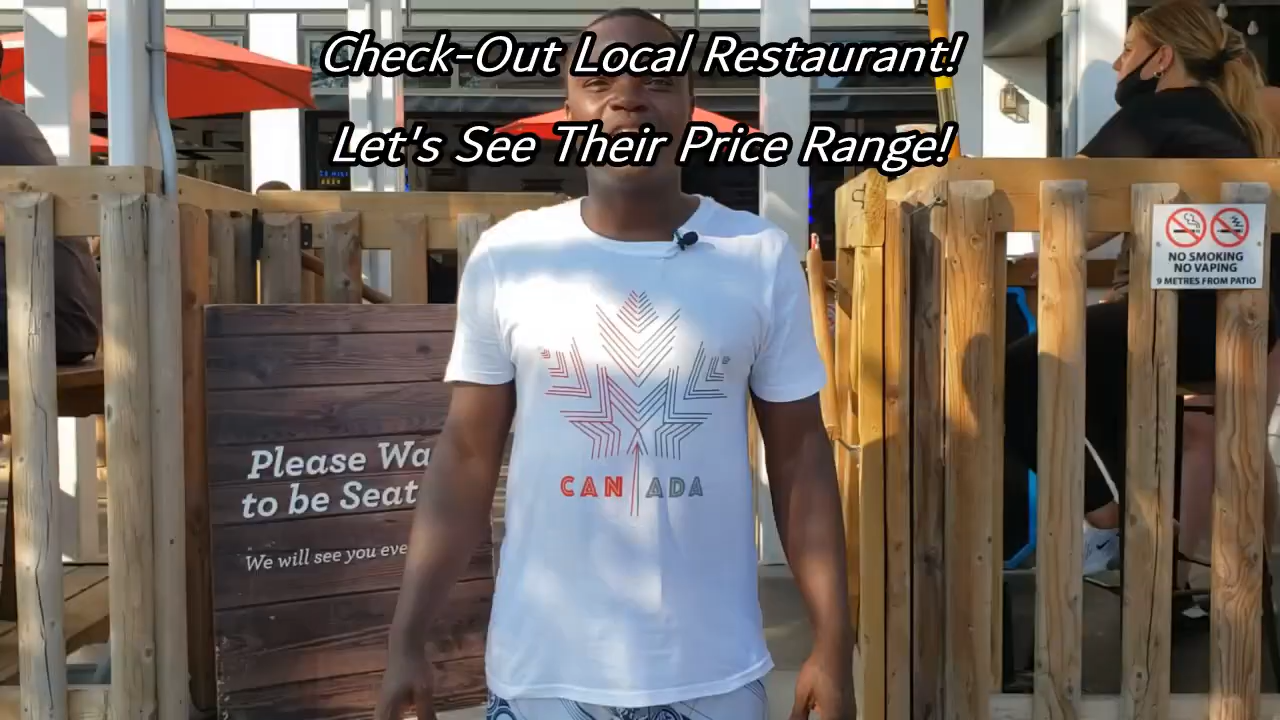 Check-Out Local Restaurant!
Let's See Their Price Range!
NO SMOKING
NO VAPING
9 METRES FROM PATIO
Please Wa
to be Seat
We will see you eve
CANADA